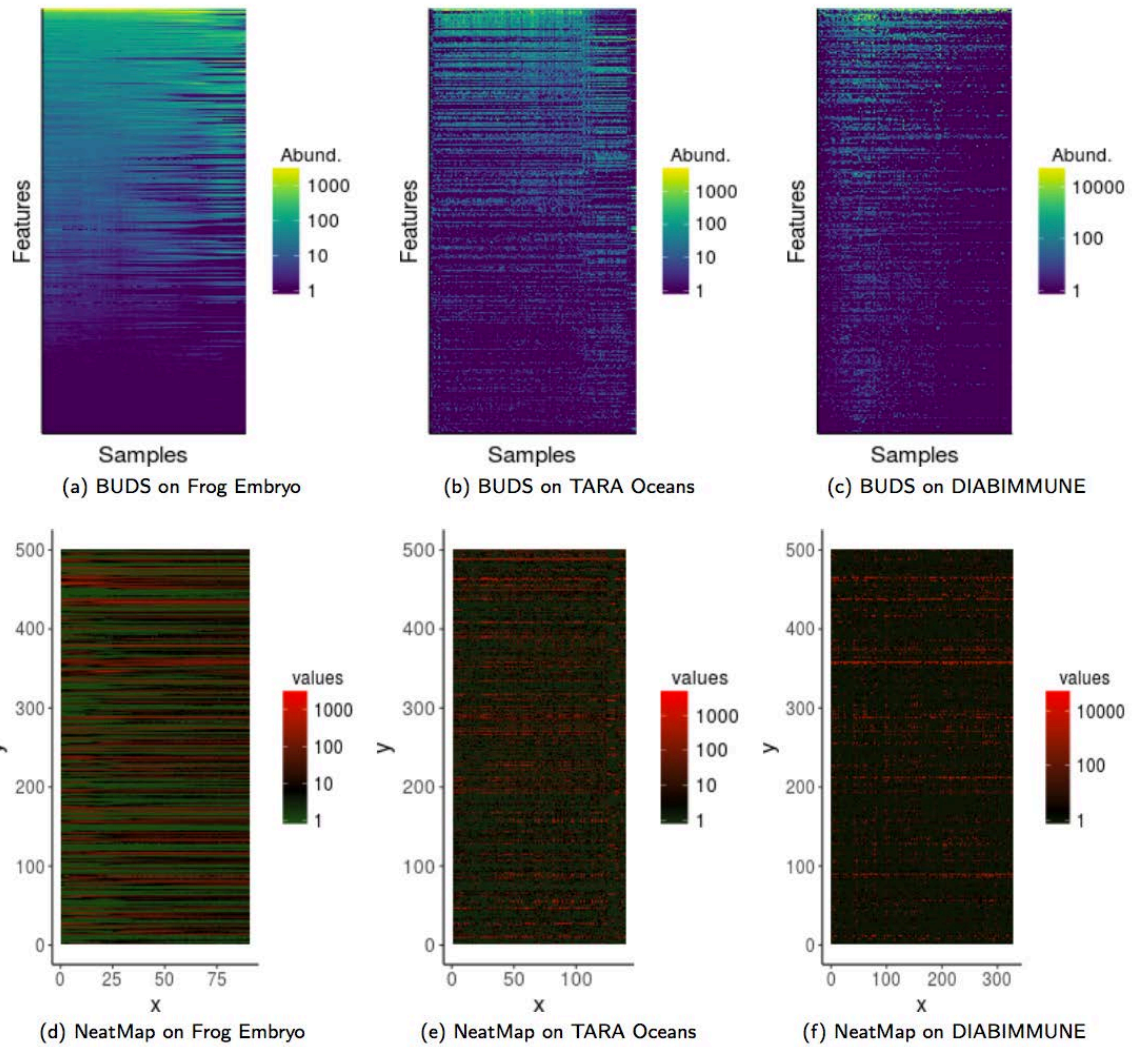 Features
Abund.
1000
100
10
1
Samples
(a) BUDS on Frog Embryo
Features
Abund.
1000
100
10
1
Samples
(b) BUDS on TARA Oceans
Features
Abund.
10000
100
1
Samples
(c) BUDS on DIABIMMUNE
500
400
300
200
100
0
y
0 25 50 75
x
values
1000
100
10
1
(d) NeatMap on Frog Embryo
500
400
300
200
100
0
y
0 50 100
x
values
1000
100
10
1
(e) NeatMap on TARA Oceans
500
400
300
200
100
0
y
0 100 200 300
x
values
10000
100
1
(f) NeatMap on DIABIMMUNE